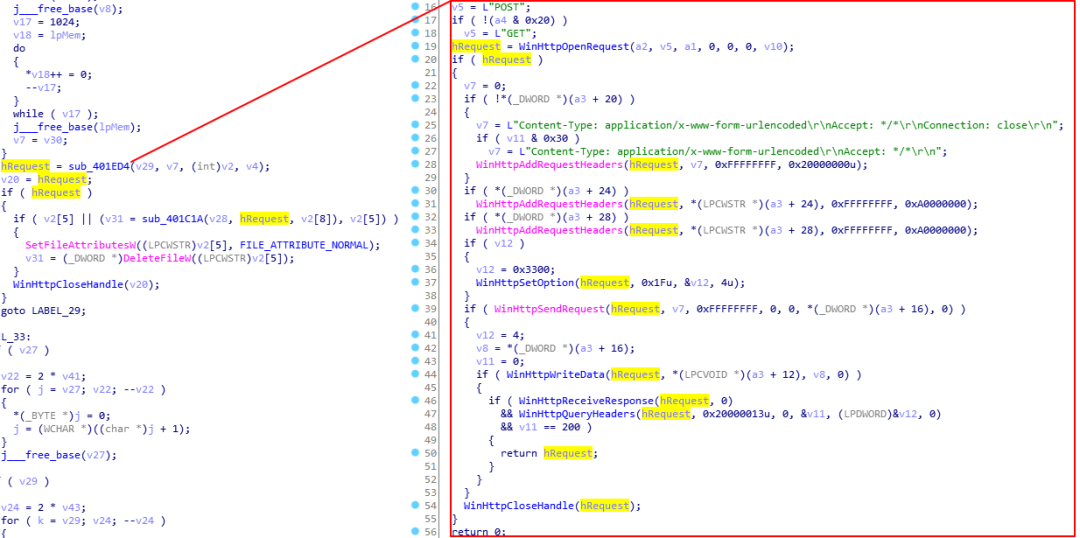 j___free_base(v8);
v17 = 1024;
v18 = lpMem;
do
{
*v18++ = 0;
--v17;
}
while ( v17 );
j___free_base(lpMem);
v7 = v30;
}
hRequest = sub_401ED4(v29, v7, (int)v2, v4);
v20 = hRequest;
if ( hRequest )
{
if ( v2[5] || (v31 = sub_401C1A(v28, hRequest, v2[8]), v2[5]) )
{
SetFileAttributesW((LPCWSTR)v2[5], FILE_ATTRIBUTE_NORMAL);
v31 = (_DWORD *)DeleteFileW((LPCWSTR)v2[5]);
}
WinHttpCloseHandle(v20);
}
goto LABEL_29;
L_33:
( v27 )
v22 = 2 * v41;
for ( j = v27; v22; --v22 )
{
*(_BYTE *)j = 0;
j = (WCHAR *)((char *)j + 1);
}
j___free_base(v27);
( v29 )
v24 = 2 * v43;
for ( k = v29; v24; --v24 )
{
16 v5 = L"POST";
17 if ( !(a4 & 0x20) )
18 v5 = L"GET";
19 hRequest = WinHttpOpenRequest(a2, v5, a1, 0, 0, 0, v10);
20 if ( hRequest )
21 {
22 v7 = 0;
23 if ( !*(_DWORD *)(a3 + 20) )
24 {
25 v7 = L"Content-Type: application/x-www-form-urlencoded\r\nAccept: */*\r\nConnection: close\r\n";
26 if ( v11 & 0x30 )
27 v7 = L"Content-Type: application/x-www-form-urlencoded\r\nAccept: */*\r\n";
28 WinHttpAddRequestHeaders(hRequest, v7, 0xFFFFFFFF, 0x20000000u);
29 }
30 if ( *(_DWORD *)(a3 + 24) )
31 WinHttpAddRequestHeaders(hRequest, *(LPCWSTR *)(a3 + 24), 0xFFFFFFFF, 0xA0000000);
32 if ( *(_DWORD *)(a3 + 28) )
33 WinHttpAddRequestHeaders(hRequest, *(LPCWSTR *)(a3 + 28), 0xFFFFFFFF, 0xA0000000);
34 if ( v12 )
35 {
36 v12 = 0x3300;
37 WinHttpSetOption(hRequest, 0x1Fu, &v12, 4u);
38 }
39 if ( WinHttpSendRequest(hRequest, v7, 0xFFFFFFFF, 0, 0, *(_DWORD *)(a3 + 16), 0) )
40 {
41 v12 = 4;
42 v8 = *(_DWORD *)(a3 + 16);
43 v11 = 0;
44 if ( WinHttpWriteData(hRequest, *(LPCVOID *)(a3 + 12), v8, 0) )
45 {
46 if ( WinHttpReceiveResponse(hRequest, 0)
47 && WinHttpQueryHeaders(hRequest, 0x20000013u, 0, &v11, (LPDWORD)&v12, 0)
48 && v11 == 200 )
49 {
50 return hRequest;
51 }
52 }
53 }
54 WinHttpCloseHandle(hRequest);
55 }
56 return 0;